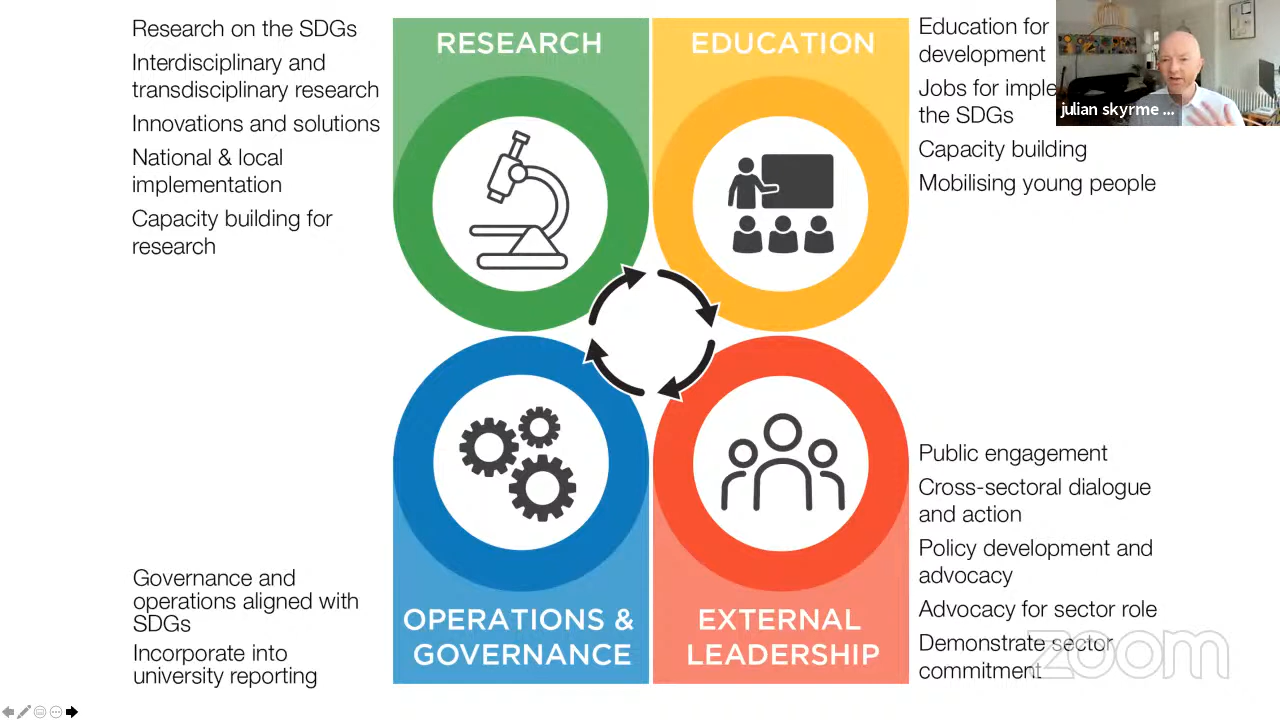 Research on the SDGs
Interdisciplinary and
transdisciplinary research
Innovations and solutions
National & local
implementation
Capacity building for
research
RESEARCH
EDUCATION
Education for
development
Jobs for imple
the SDGs
Capacity building
Mobilising young people
julian skyrme ...
Governance and
operations aligned with
SDGs
Incorporate into
university reporting
OPERATIONS &
GOVERNANCE
EXTERNAL
LEADERSHIP
Public engagement
Cross-sectoral dialogue
and action
Policy development and
advocacy
Advocacy for sector role
Demonstrate sector
commitment
zoom